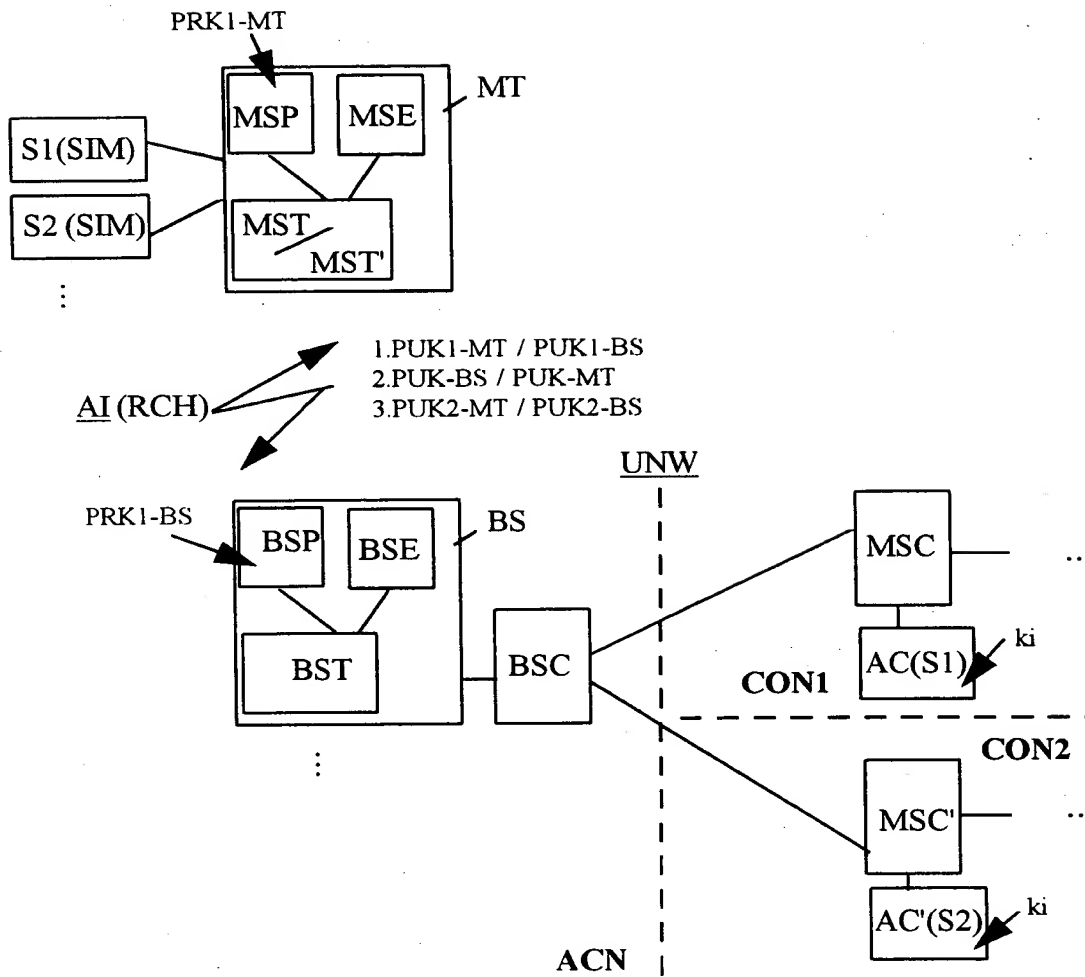 PRK1-MT
MT
MSP
MSE
S1(SIM)
S2 (SIM)
MST
MST'
⋮
1.PUK1-MT / PUK1-BS
2.PUK-BS / PUK-MT
3.PUK2-MT / PUK2-BS
AI (RCH)
UNW
PRK1-BS
BS
BSP
BSE
MSC
..
BST
BSC
AC(S1)
ki
CON1
CON2
⋮
MSC'
..
AC'(S2)
ki
ACN